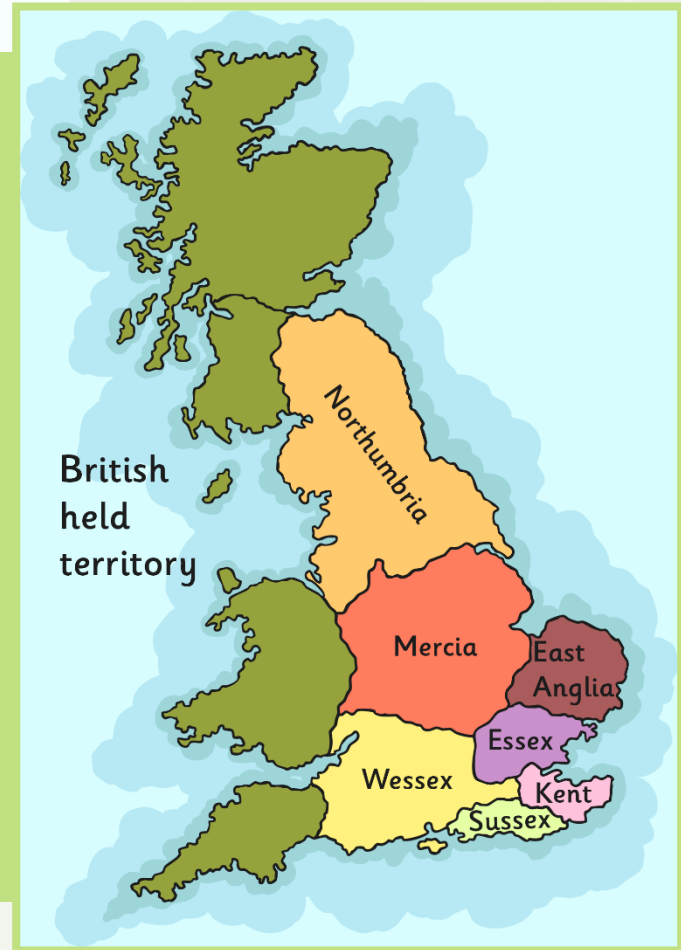 Northumbria
British
held
territory
Mercia
East
Anglia
Essex
Wessex
Kent
Sussex